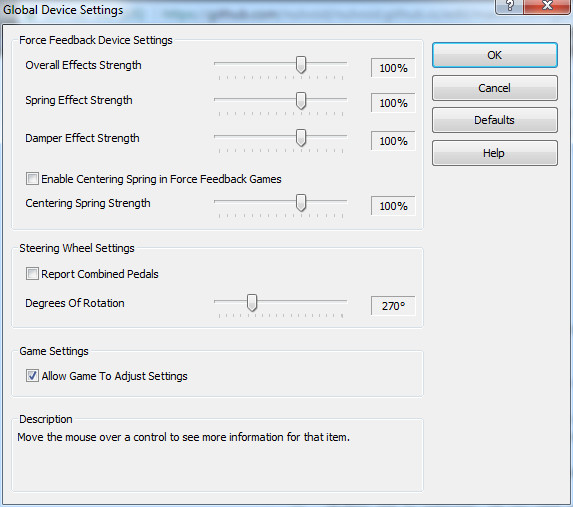 Global Device Settings
?
Force Feedback Device Settings
Overall Effects Strength 100%
Spring Effect Strength 100%
Damper Effect Strength 100%
Enable Centering Spring in Force Feedback Games
Centering Spring Strength 100%
Steering Wheel Settings
Report Combined Pedals
Degrees Of Rotation 270°
Game Settings
Allow Game To Adjust Settings
Description
Move the mouse over a control to see more information for that item.
OK
Cancel
Defaults
Help